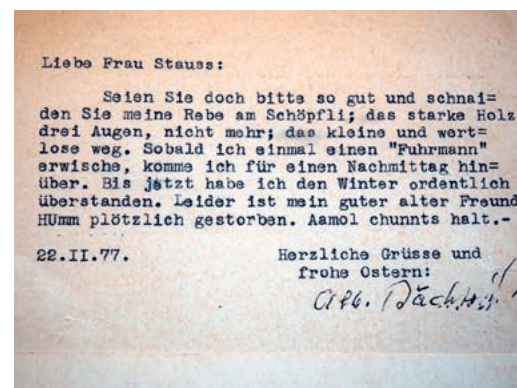 Liebe Frau Stauss:
Seien Sie doch bitte so gut und schnai=
den Sie meine Rebe am Schöpfli; das starke Holz
drei Augen, nicht mehr; das kleine und wert=
lose weg. Sobald ich einmal einen "Fuhrmann"
erwische, komme ich für einen Nachmittag hin=
über. Bis jetzt habe ich den Winter ordentlich
überstanden. Leider ist mein guter alter Freund
HUmm plötzlich gestorben. Aamol chunnts halt.-
22.II.77. Herzliche Grüsse und
frohe Ostern:
Alb. Bächtold